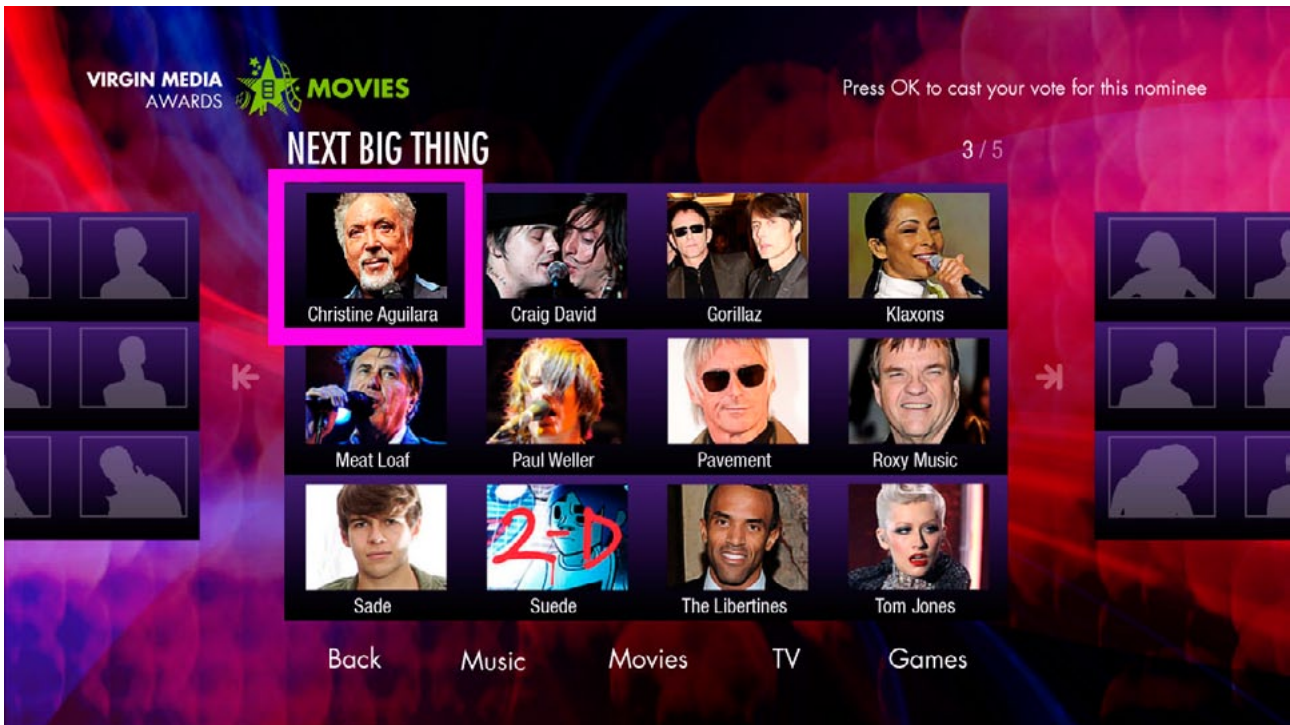 VIRGIN MEDIA
AWARDS
MOVIES
Press OK to cast your vote for this nominee
NEXT BIG THING
3 / 5
Christine Aguilara
Craig David
Gorillaz
Klaxons
Meat Loaf
Paul Weller
Pavement
Roxy Music
2-D
Sade
Suede
The Libertines
Tom Jones
Back
Music
Movies
TV
Games